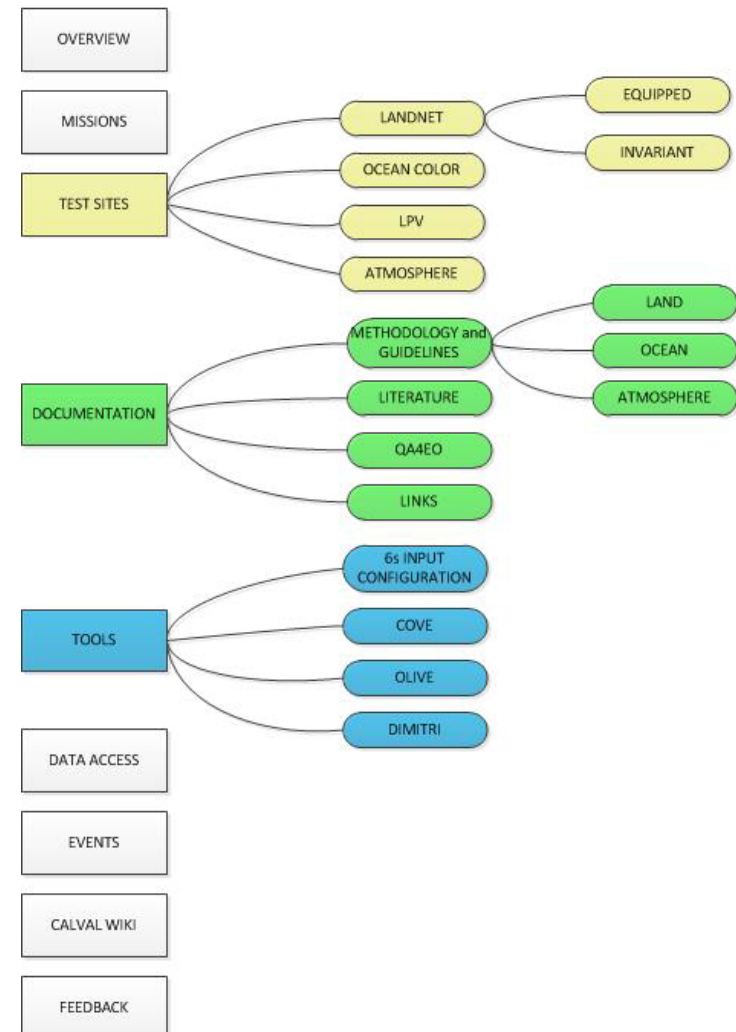 OVERVIEW
MISSIONS
TEST SITES
LANDNET
EQUIPPED
INVARIANT
OCEAN COLOR
LPV
ATMOSPHERE
DOCUMENTATION
METHODOLOGY and
GUIDELINES
LAND
OCEAN
ATMOSPHERE
LITERATURE
QA4EO
LINKS
TOOLS
6s INPUT
CONFIGURATION
COVE
OLIVE
DIMITRI
DATA ACCESS
EVENTS
CALVAL WIKI
FEEDBACK